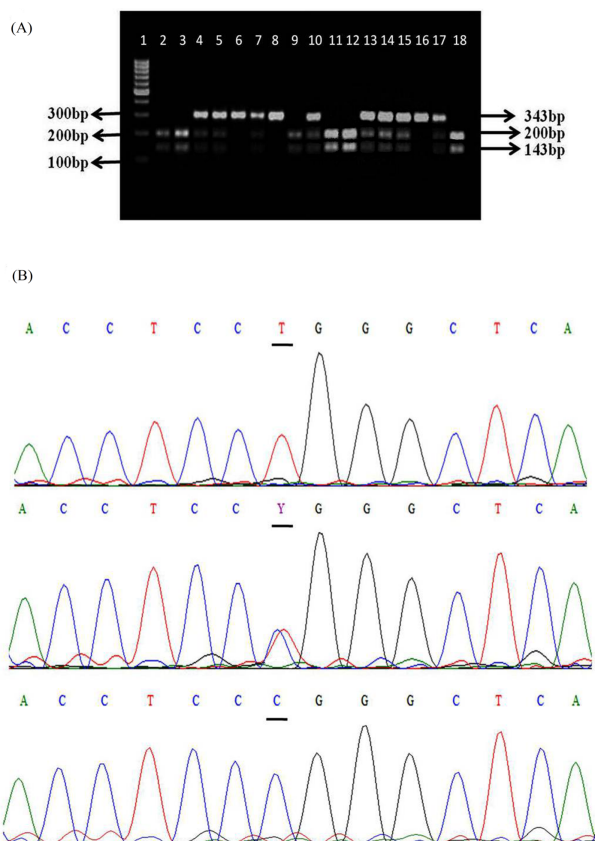 (A)
1 2 3 4 5 6 7 8 9 10 11 12 13 14 15 16 17 18
300bp 343bp
200bp 200bp
100bp 143bp
(B)
A C C T C C T G G G C T C A
A C C T C C Y G G G C T C A
A C C T C C C G G G C T C A